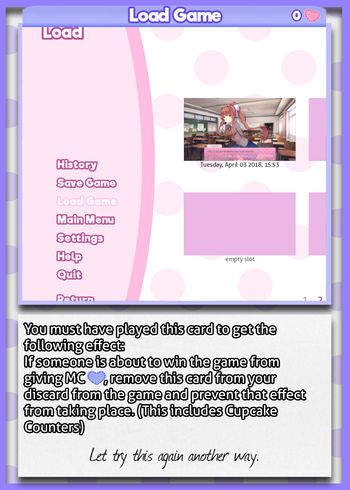 Load Game
0
Load
Tuesday, April 03 2018, 15:53
History
Save Game
Load Game
Main Menu
Settings
Help
Quit
empty slot
Return
1 2
You must have played this card to get the
following effect:
If someone is about to win the game from
giving MC , remove this card from your
discard from the game and prevent that effect
from taking place. (This includes Cupcake
Counters)
Let try this again another way.